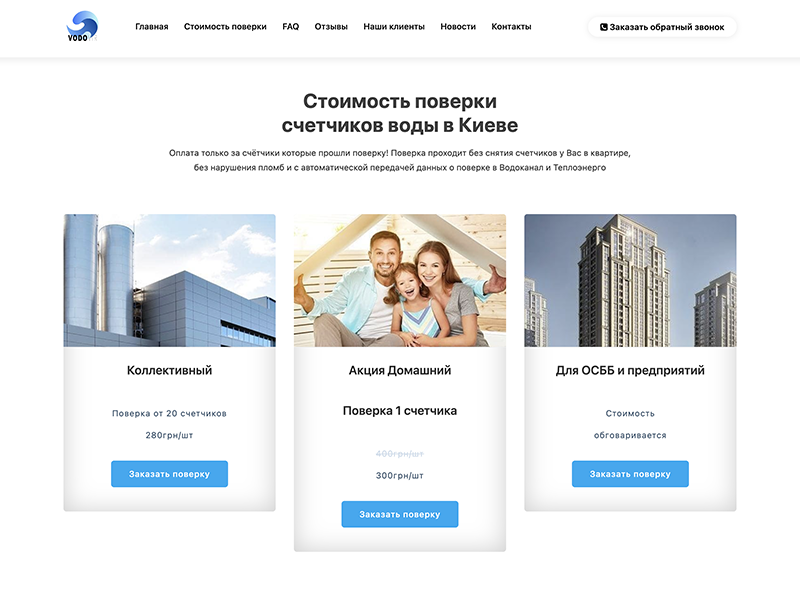 VODO
Главная Стоимость поверки FAQ Отзывы Наши клиенты Новости Контакты
Заказать обратный звонок
Стоимость поверки
счетчиков воды в Киеве
Оплата только за счётчики которые прошли поверку! Поверка проходит без снятия счетчиков у Вас в квартире,
без нарушения пломб и с автоматической передачей данных о поверке в Водоканал и Теплоэнерго
Коллективный
Поверка от 20 счетчиков
280грн/шт
Заказать поверку
Акция Домашний
Поверка 1 счетчика
400грн/шт
300грн/шт
Заказать поверку
Для ОСББ и предприятий
Стоимость
обговаривается
Заказать поверку